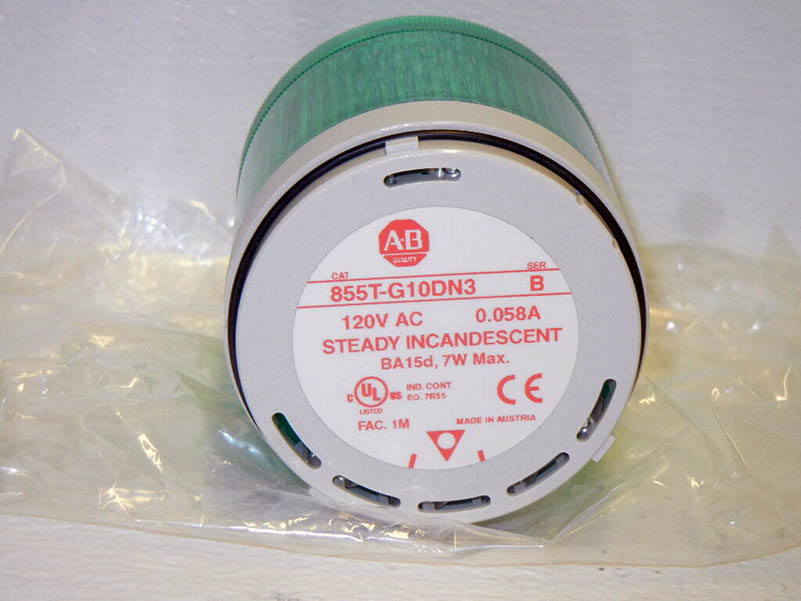 A-B
QUALITY
CAT SER
855T-G10DN3 B
120V AC 0.058A
STEADY INCANDESCENT
BA15d, 7W Max.
C UL US IND. CONT.
LISTED EQ. 7R55
CE
FAC. 1M MADE IN AUSTRIA